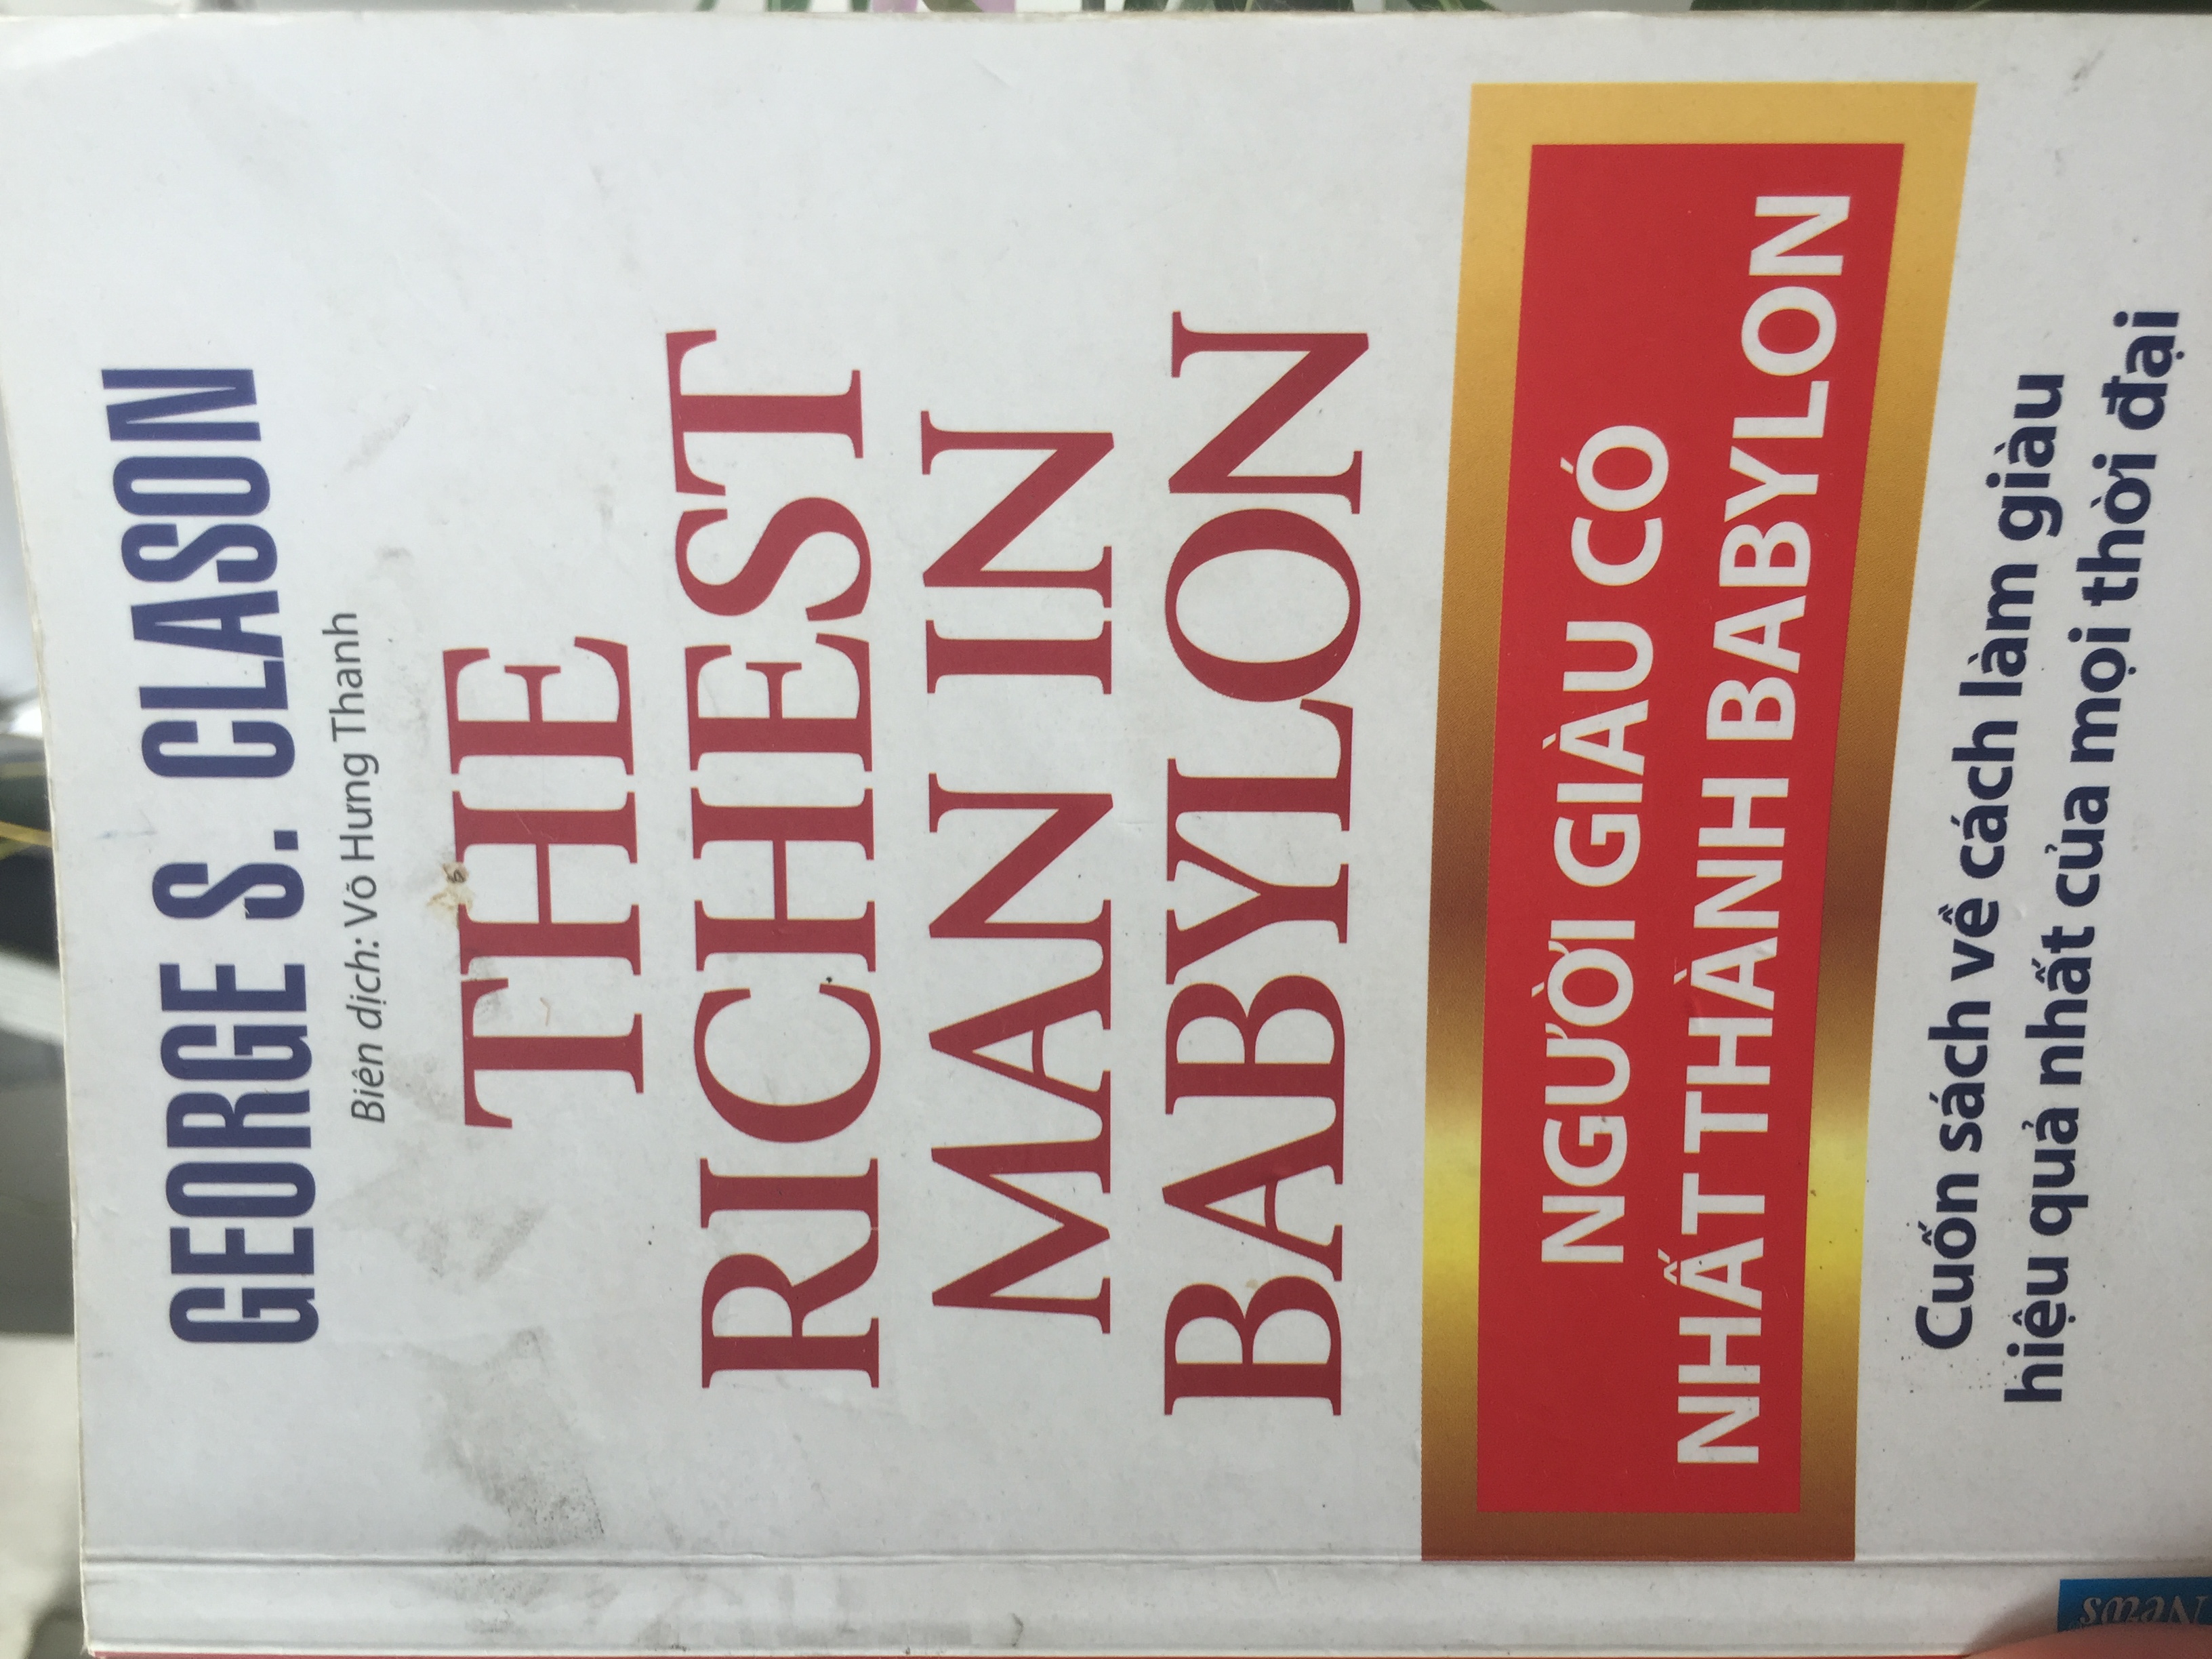 GEORGE S. CLASON
Biên dịch: Võ Hưng Thanh
THE
RICHEST
MAN IN
BABYLON
NGƯỜI GIÀU CÓ
NHẤT THÀNH BABYLON
Cuốn sách về cách làm giàu
hiệu quả nhất của mọi thời đại
News